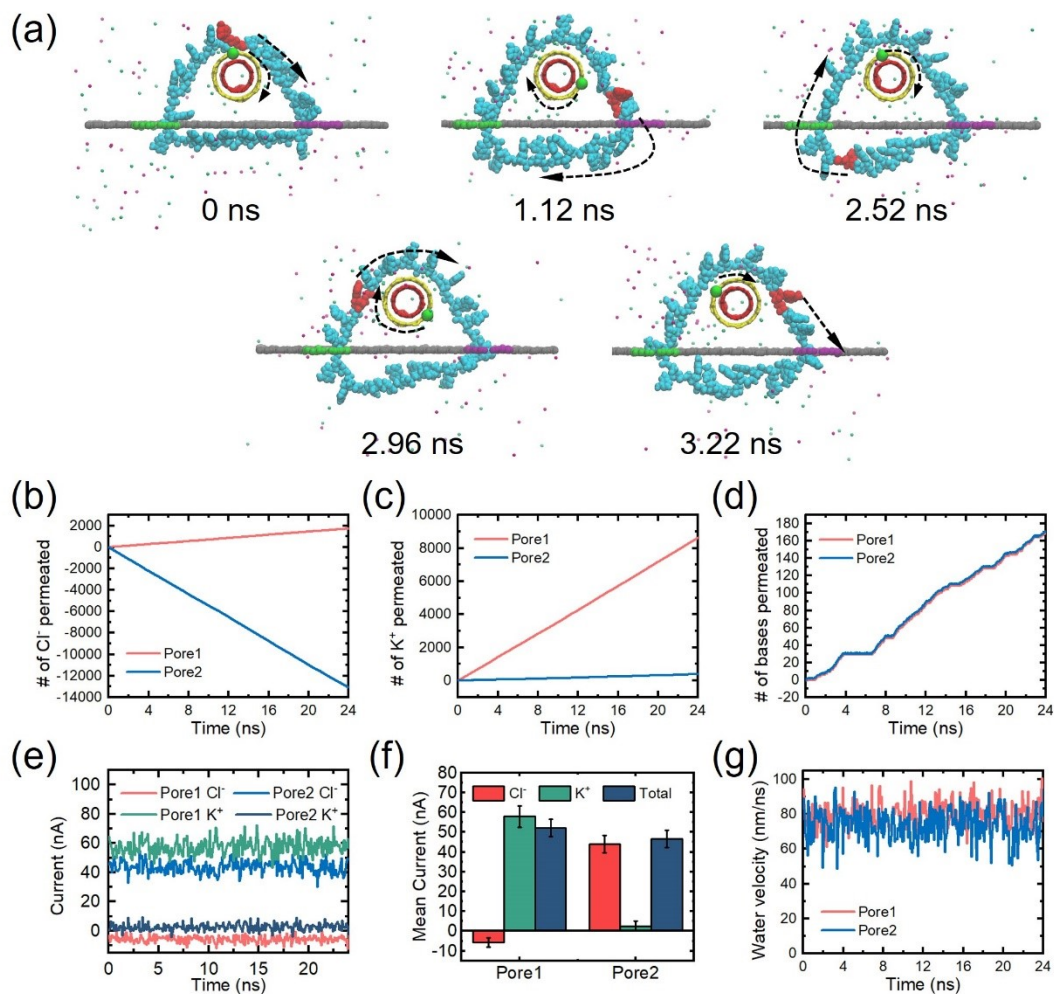 (a)
0 ns
1.12 ns
2.52 ns
2.96 ns
3.22 ns
(b)
# of Cl⁻ permeated
2000
0
-2000
-4000
-6000
-8000
-10000
-12000
-14000
Pore1
Pore2
0 4 8 12 16 20 24
Time (ns)
(c)
# of K⁺ permeated
10000
8000
6000
4000
2000
0
Pore1
Pore2
0 4 8 12 16 20 24
Time (ns)
(d)
# of bases permeated
160
140
120
100
80
60
40
20
0
-20
Pore1
Pore2
0 4 8 12 16 20 24
Time (ns)
(e)
Current (nA)
100
80
60
40
20
0
Pore1 Cl⁻ Pore2 Cl⁻
Pore1 K⁺ Pore2 K⁺
0 5 10 15 20
Time (ns)
(f)
Mean Current (nA)
80
70
60
50
40
30
20
10
0
-10
Cl⁻ K⁺ Total
Pore1 Pore2
(g)
Water velocity (nm/ns)
100
80
60
40
20
0
Pore1
Pore2
0 4 8 12 16 20 24
Time (ns)